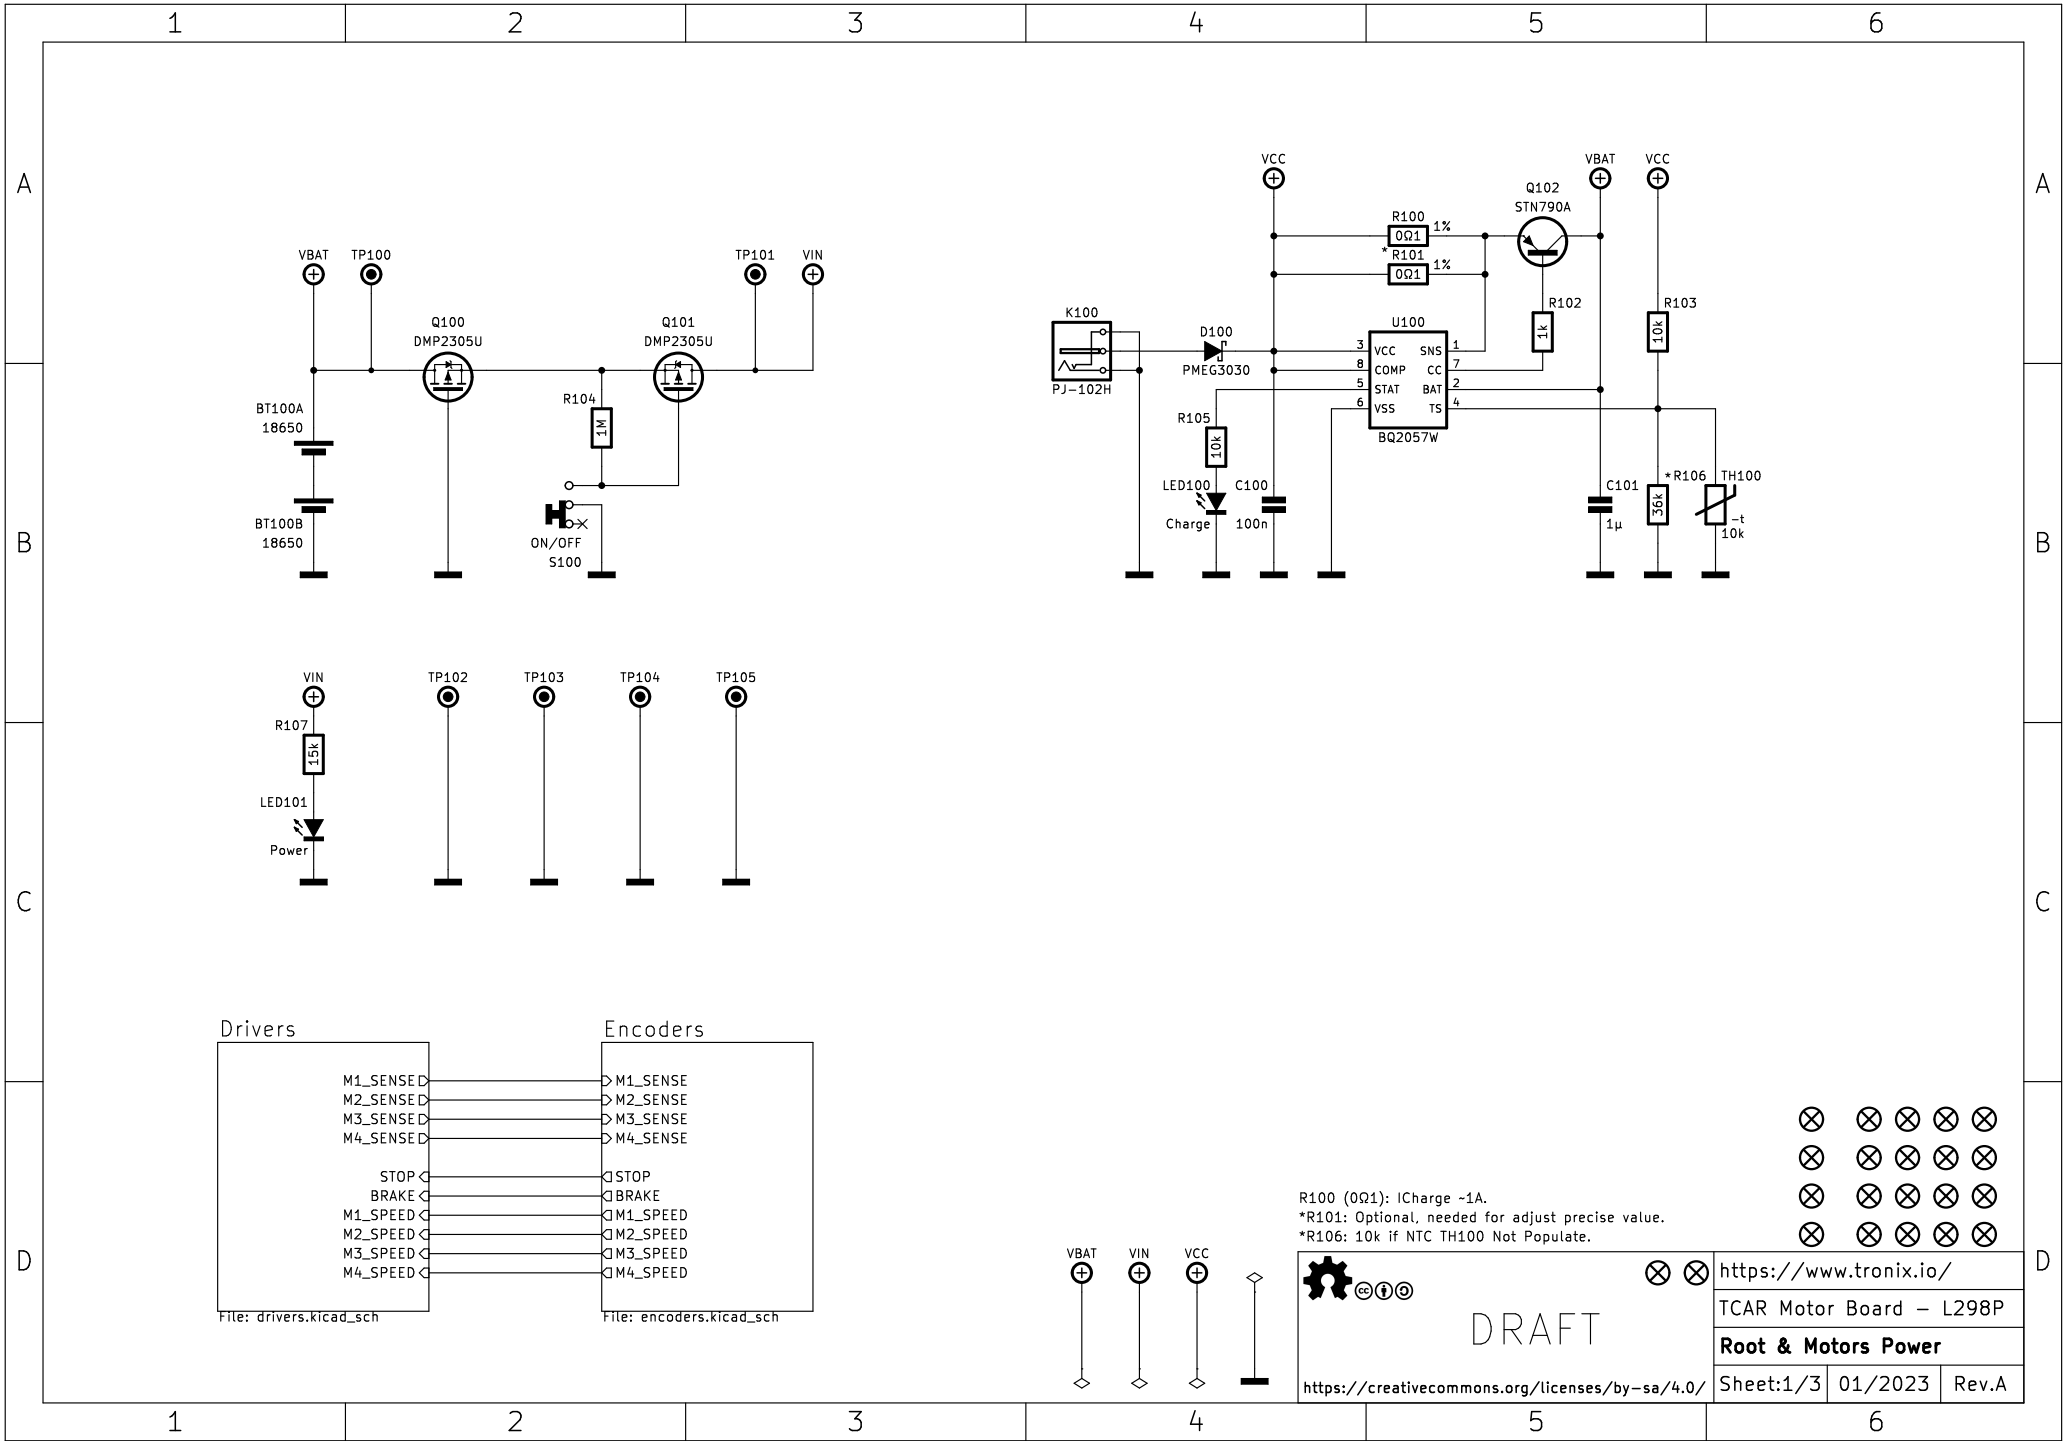 1 2 3 4 5 6
A A
B B
C C
D D
VBAT
TP100
TP101
VIN
Q100
DMP2305U
Q101
DMP2305U
BT100A
18650
BT100B
18650
R104
1M
ON/OFF
S100
VCC
VBAT
VCC
Q102
STN790A
R100
0Ω1
1%
*
R101
0Ω1
1%
R102
1k
R103
10k
K100
PJ-102H
D100
PMEG3030
U100
3 VCC SNS 1
8 COMP CC 7
5 STAT BAT 2
6 VSS TS 4
BQ2057W
R105
10k
LED100
Charge
C100
100n
C101
1µ
*R106
36k
TH100
-t
10k
VIN
R107
15k
LED101
Power
TP102
TP103
TP104
TP105
Drivers
M1_SENSE
M2_SENSE
M3_SENSE
M4_SENSE
STOP
BRAKE
M1_SPEED
M2_SPEED
M3_SPEED
M4_SPEED
File: drivers.kicad_sch
Encoders
M1_SENSE
M2_SENSE
M3_SENSE
M4_SENSE
STOP
BRAKE
M1_SPEED
M2_SPEED
M3_SPEED
M4_SPEED
File: encoders.kicad_sch
VBAT
VIN
VCC
R100 (0Ω1): ICharge ~1A.
*R101: Optional, needed for adjust precise value.
*R106: 10k if NTC TH100 Not Populate.
cc
DRAFT
https://creativecommons.org/licenses/by-sa/4.0/
https://www.tronix.io/
TCAR Motor Board - L298P
Root & Motors Power
Sheet:1/3 01/2023 Rev.A
1 2 3 4 5 6